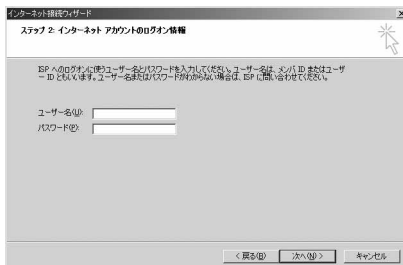 インターネット接続ウィザード
ステップ 2: インターネット アカウントのログオン情報
ISP へのログオンに使うユーザー名とパスワードを入力してください。ユーザー名は、メンバ ID またはユーザ
ー ID ともいいます。ユーザー名またはパスワードがわからない場合は、ISP に問い合わせてください。
ユーザー名(U):
パスワード(P):
< 戻る(B)
次へ(N) >
キャンセル